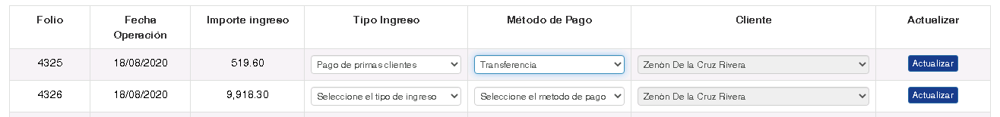 Folio Fecha Operación Importe ingreso Tipo Ingreso Método de Pago Cliente Actualizar
4325 18/08/2020 519.60 Pago de primas clientes Transferencia Zenón De la Cruz Rivera Actualizar
4326 18/08/2020 9,918.30 Seleccione el tipo de ingreso Seleccione el metodo de pago Zenón De la Cruz Rivera Actualizar